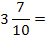 3 7/10 =